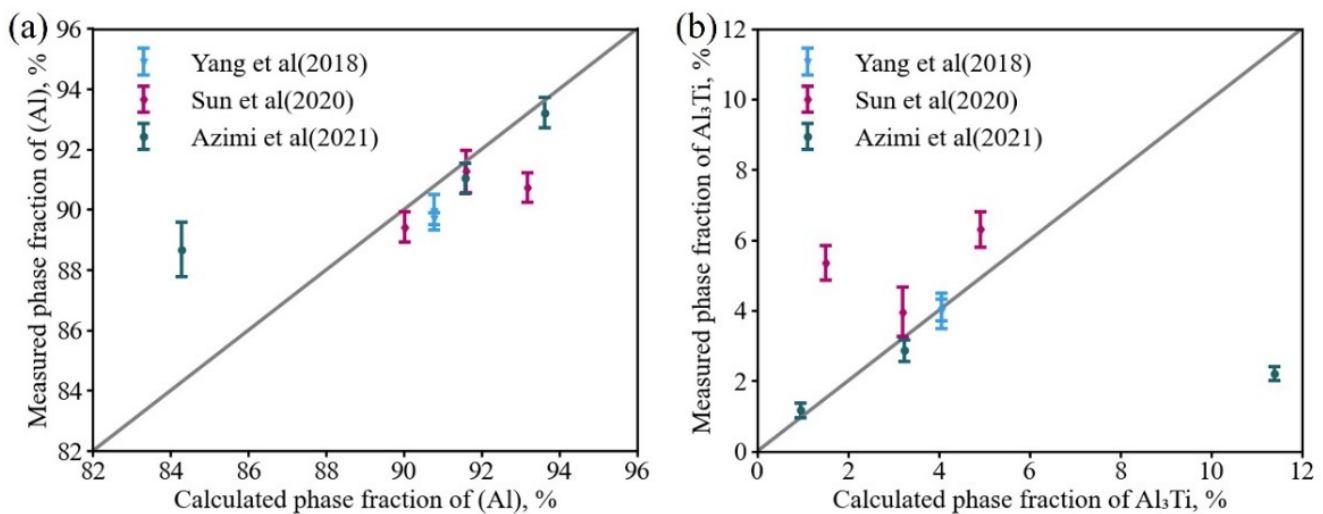 (a)
Measured phase fraction of (Al), %
96
94
92
90
88
86
84
82
Yang et al(2018)
Sun et al(2020)
Azimi et al(2021)
82 84 86 88 90 92 94 96
Calculated phase fraction of (Al), %
(b)
Measured phase fraction of Al₃Ti, %
12
10
8
6
4
2
0
Yang et al(2018)
Sun et al(2020)
Azimi et al(2021)
0 2 4 6 8 10 12
Calculated phase fraction of Al₃Ti, %